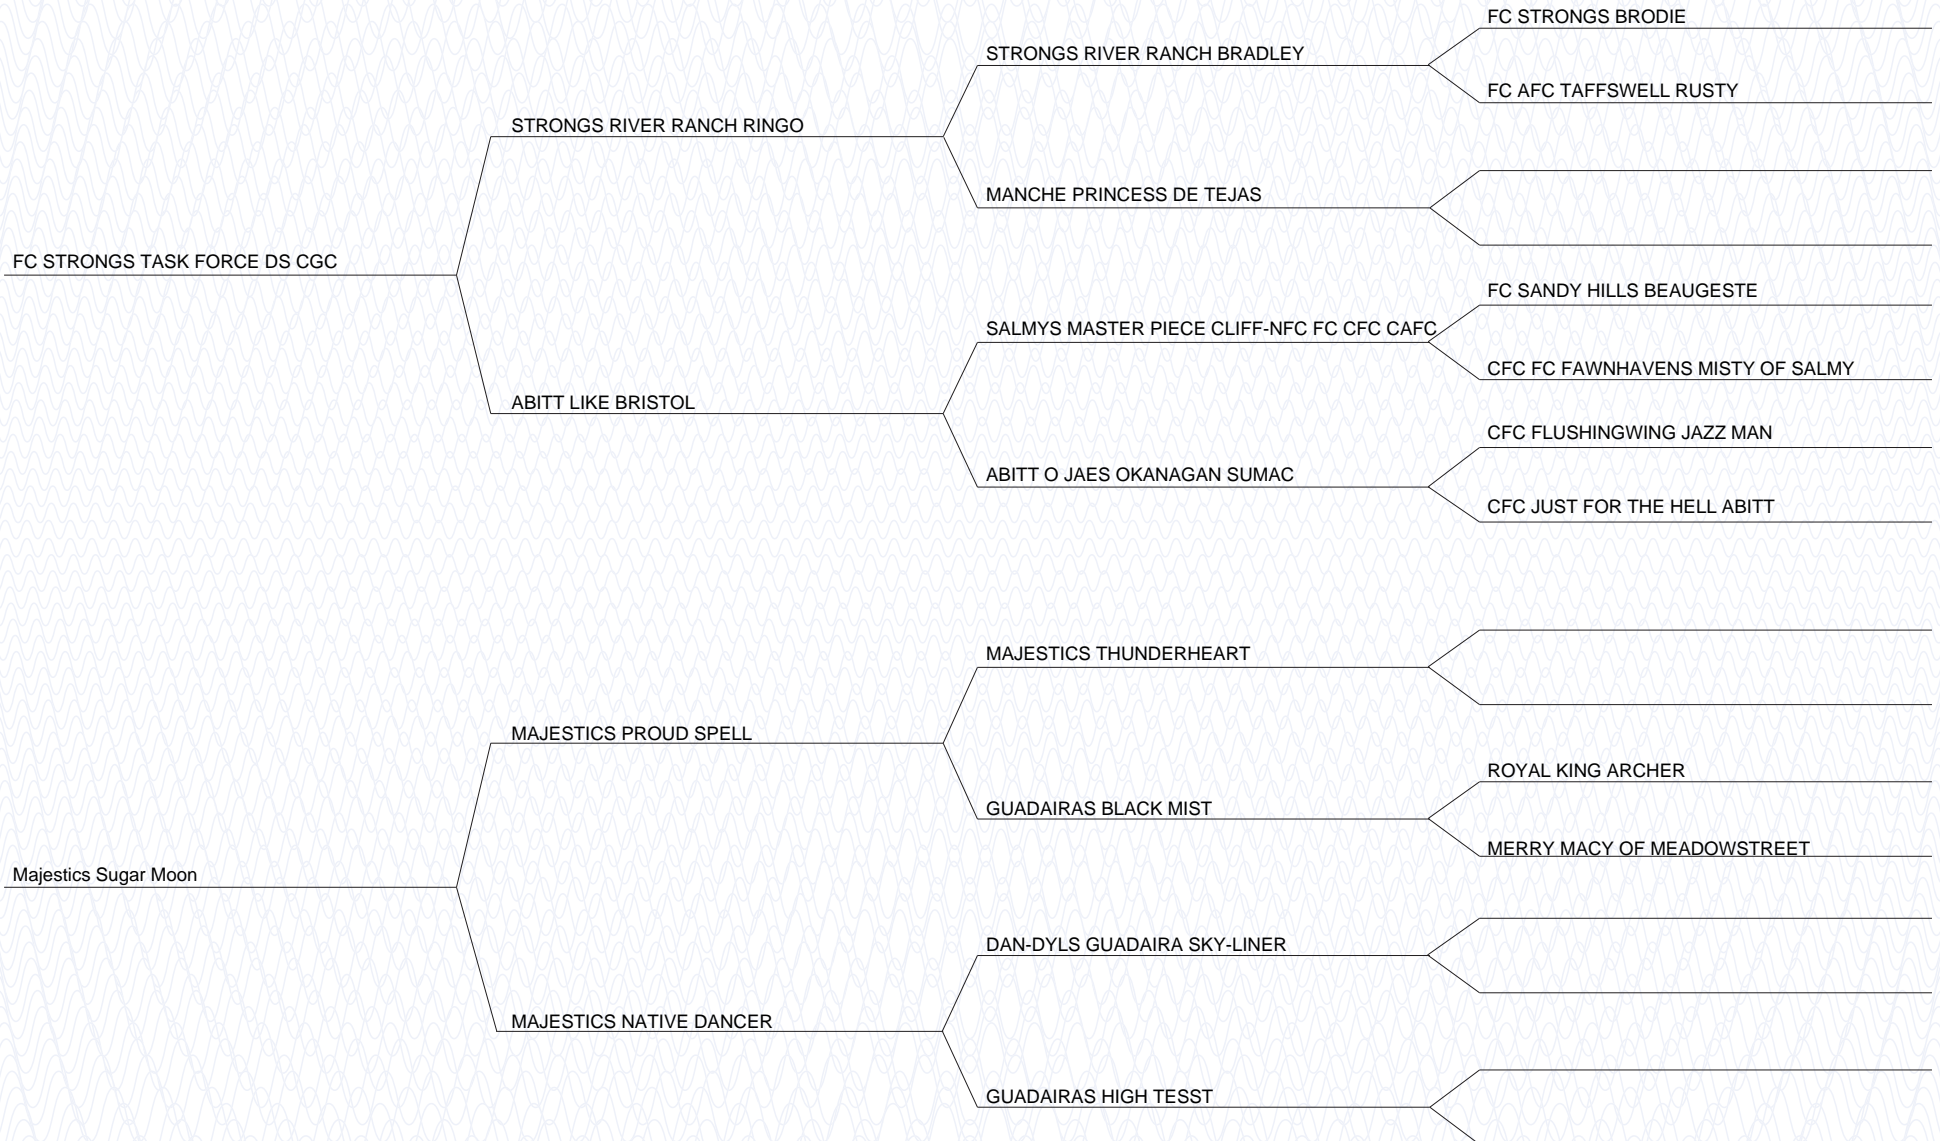 FC STRONGS BRODIE
STRONGS RIVER RANCH BRADLEY
FC AFC TAFFSWELL RUSTY
STRONGS RIVER RANCH RINGO
MANCHE PRINCESS DE TEJAS
FC STRONGS TASK FORCE DS CGC
FC SANDY HILLS BEAUGESTE
SALMYS MASTER PIECE CLIFF-NFC FC CFC CAFC
CFC FC FAWNHAVENS MISTY OF SALMY
ABITT LIKE BRISTOL
CFC FLUSHINGWING JAZZ MAN
ABITT O JAES OKANAGAN SUMAC
CFC JUST FOR THE HELL ABITT
MAJESTICS THUNDERHEART
MAJESTICS PROUD SPELL
ROYAL KING ARCHER
GUADAIRAS BLACK MIST
MERRY MACY OF MEADOWSTREET
Majestics Sugar Moon
DAN-DYLS GUADAIRA SKY-LINER
MAJESTICS NATIVE DANCER
GUADAIRAS HIGH TESST